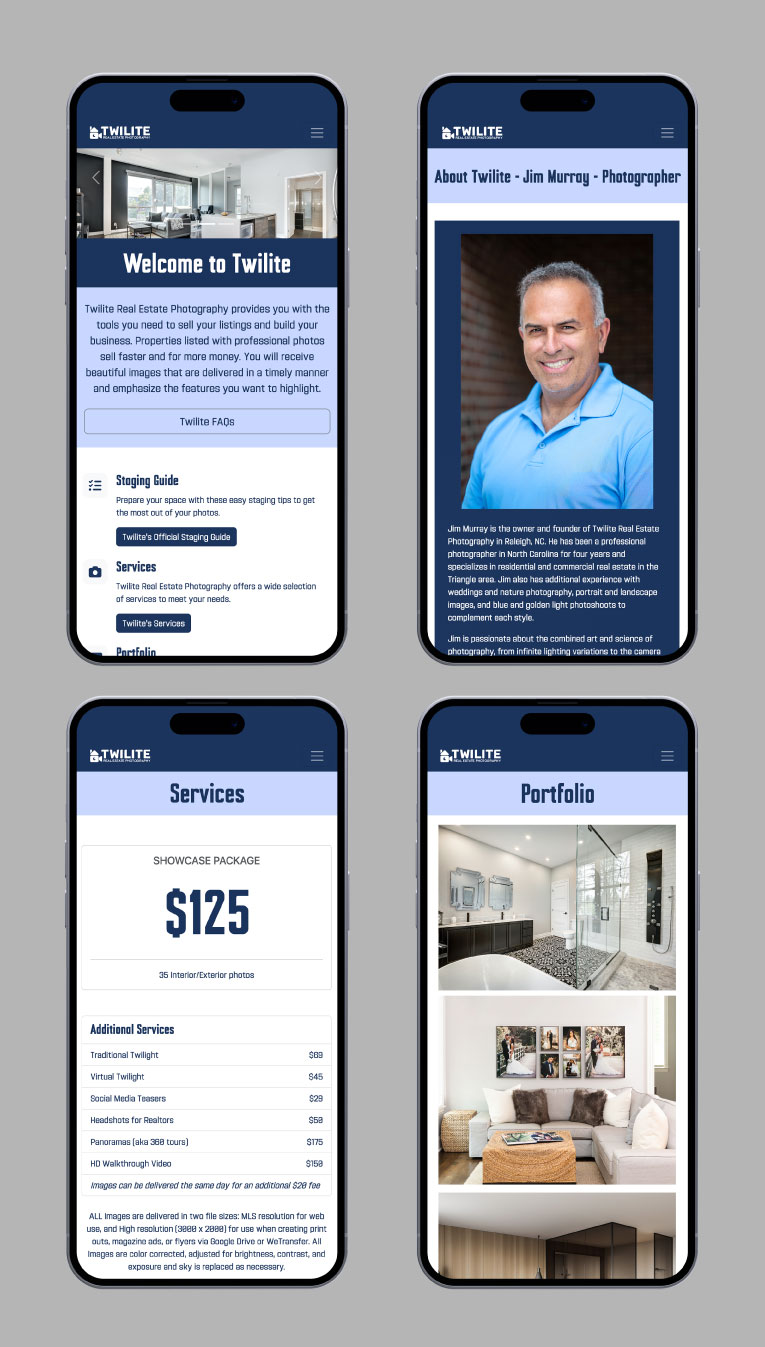 TWILITE
REAL ESTATE PHOTOGRAPHY
Welcome to Twilite
Twilite Real Estate Photography provides you with the
tools you need to sell your listings and build your
business. Properties listed with professional photos
sell faster and for more money. You will receive
beautiful images that are delivered in a timely manner
and emphasize the features you want to highlight.
Twilite FAQs
Staging Guide
Prepare your space with these easy staging tips to get
the most out of your photos.
Twilite's Official Staging Guide
Services
Twilite Real Estate Photography offers a wide selection
of services to meet your needs.
Twilite's Services
Portfolio
TWILITE
REAL ESTATE PHOTOGRAPHY
About Twilite - Jim Murray - Photographer
Jim Murray is the owner and founder of Twilite Real Estate
Photography in Raleigh, NC. He has been a professional
photographer in North Carolina for four years and
specializes in residential and commercial real estate in the
Triangle area. Jim also has additional experience with
weddings and nature photography, portrait and landscape
images, and blue and golden light photoshoots to
complement each style.
Jim is passionate about the combined art and science of
photography, from infinite lighting variations to the camera
TWILITE
REAL ESTATE PHOTOGRAPHY
Services
SHOWCASE PACKAGE
$125
35 Interior/Exterior photos
Additional Services
Traditional Twilight $69
Virtual Twilight $45
Social Media Teasers $29
Headshots for Realtors $50
Panoramas (aka 360 tours) $175
HD Walkthrough Video $150
Images can be delivered the same day for an additional $20 fee
ALL Images are delivered in two file sizes: MLS resolution for web
use, and High resolution (3000 x 2000) for use when creating print
outs, magazine ads, or flyers via Google Drive or WeTransfer. All
Images are color corrected, adjusted for brightness, contrast, and
exposure and sky is replaced as necessary.
TWILITE
REAL ESTATE PHOTOGRAPHY
Portfolio